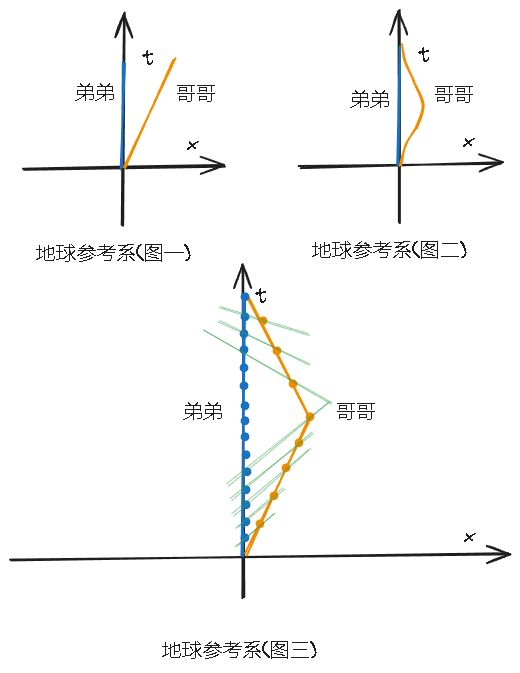 t
弟弟 哥哥
x
地球参考系(图一)
t
弟弟 哥哥
x
地球参考系(图二)
t
弟弟 哥哥
x
地球参考系(图三)